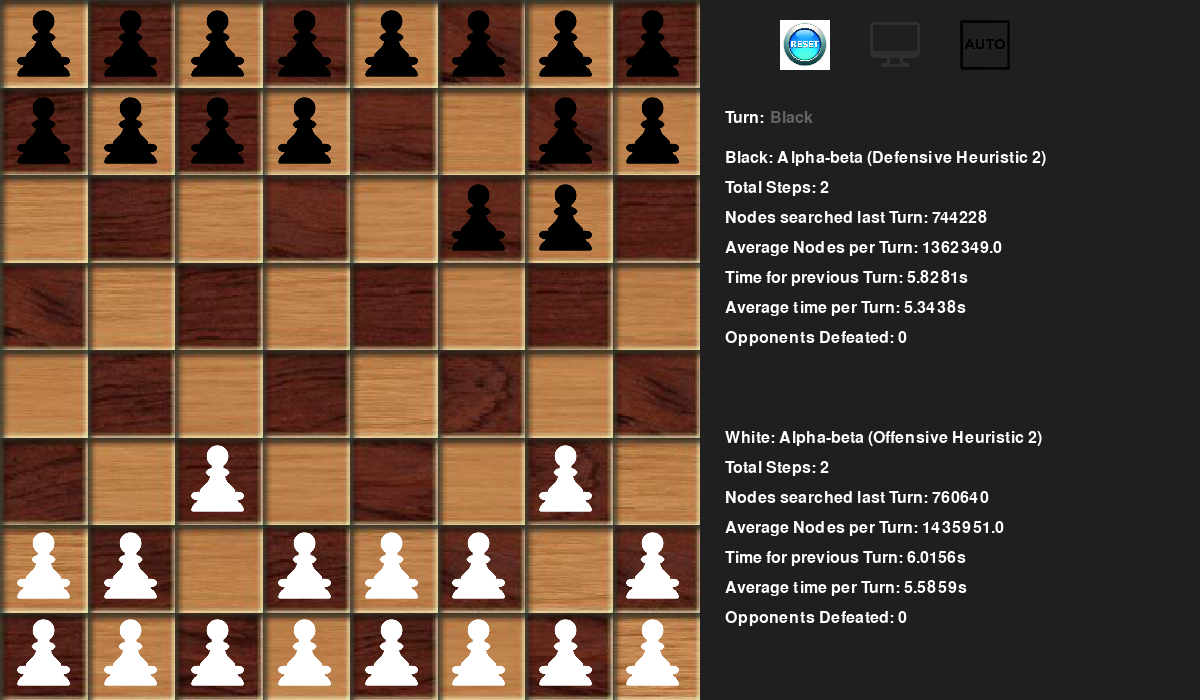 RESET
AUTO
Turn: Black
Black: Alpha-beta (Defensive Heuristic 2)
Total Steps: 2
Nodes searched last Turn: 744228
Average Nodes per Turn: 1362349.0
Time for previous Turn: 5.8281s
Average time per Turn: 5.3438s
Opponents Defeated: 0
White: Alpha-beta (Offensive Heuristic 2)
Total Steps: 2
Nodes searched last Turn: 760640
Average Nodes per Turn: 1435951.0
Time for previous Turn: 6.0156s
Average time per Turn: 5.5859s
Opponents Defeated: 0